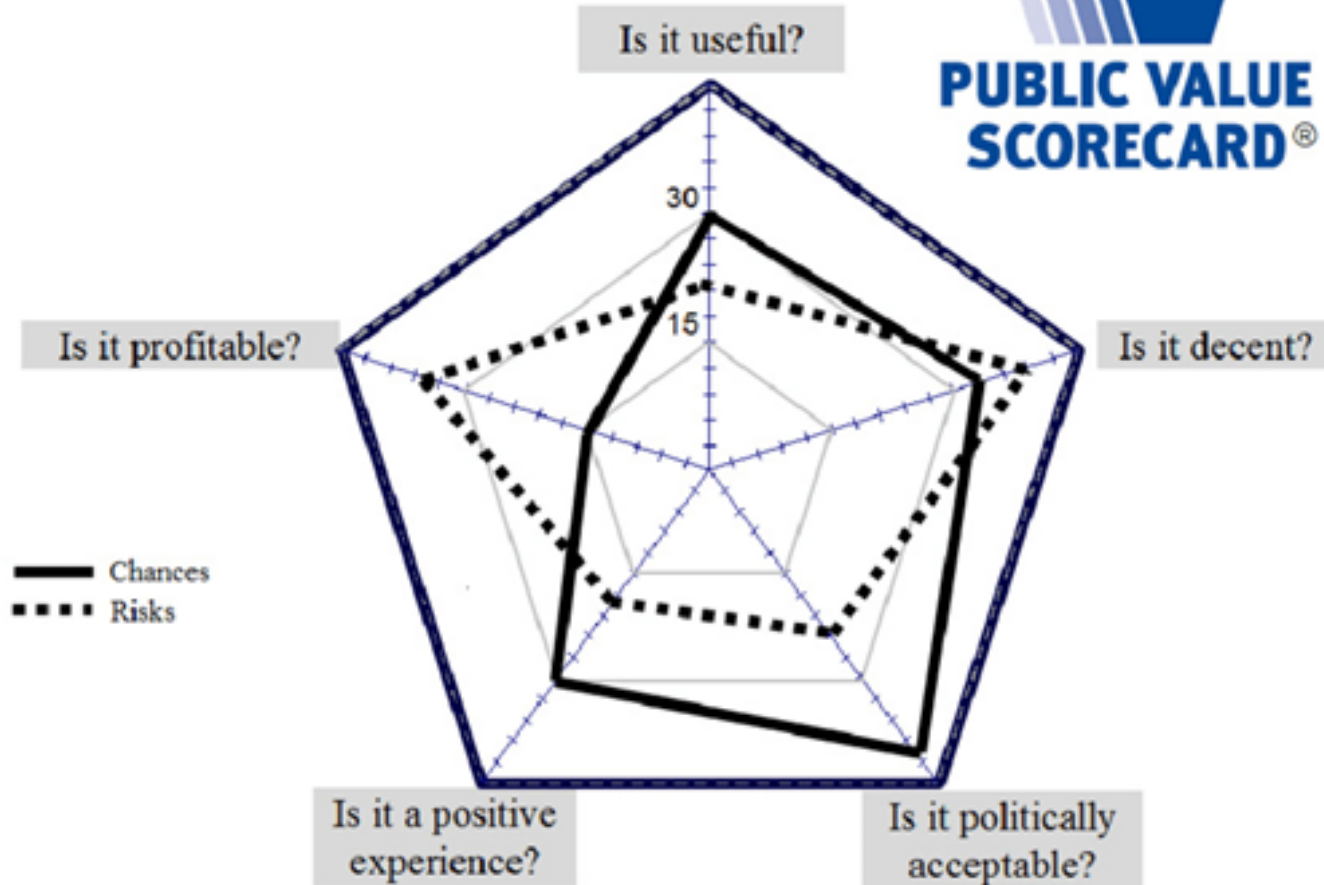 Is it useful?
PUBLIC VALUE
SCORECARD®
30
15
Is it profitable?
Is it decent?
Chances
Risks
Is it a positive
experience?
Is it politically
acceptable?